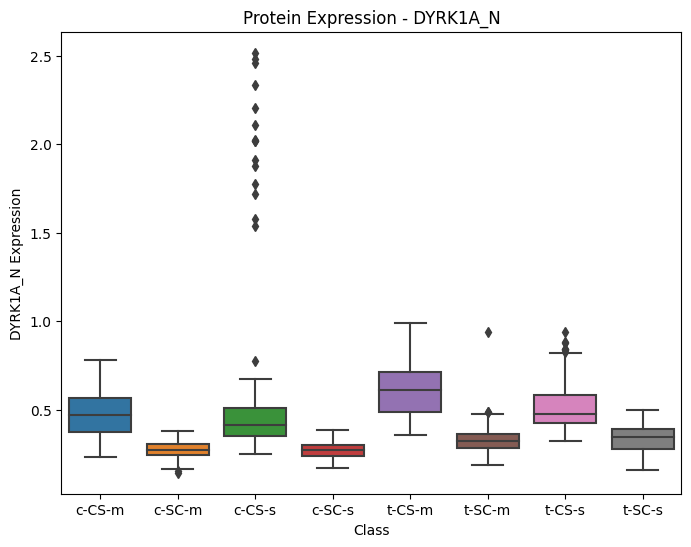 Protein Expression - DYRK1A_N
DYRK1A_N Expression
2.5
2.0
1.5
1.0
0.5
c-CS-m c-SC-m c-CS-s c-SC-s t-CS-m t-SC-m t-CS-s t-SC-s
Class